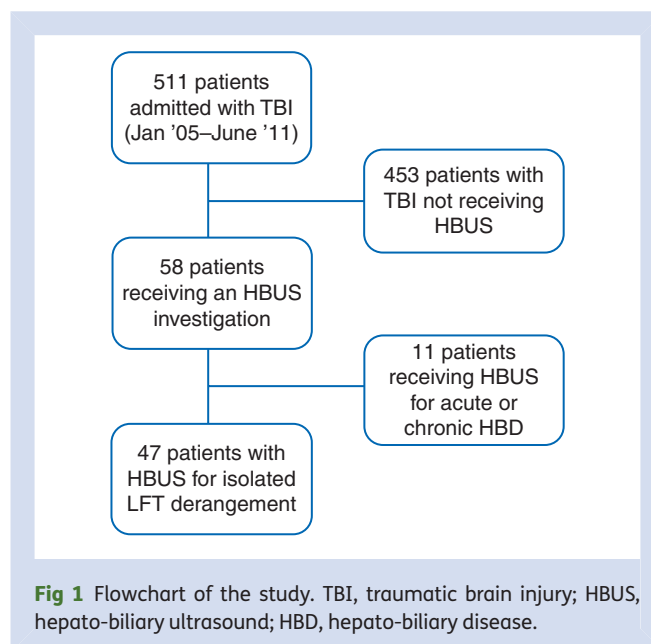 511 patients
admitted with TBI
(Jan ’05–June ’11)
453 patients with
TBI not receiving
HBUS
58 patients
receiving an HBUS
investigation
11 patients
receiving HBUS
for acute or
chronic HBD
47 patients with
HBUS for isolated
LFT derangement
Fig 1 Flowchart of the study. TBI, traumatic brain injury; HBUS,
hepato-biliary ultrasound; HBD, hepato-biliary disease.